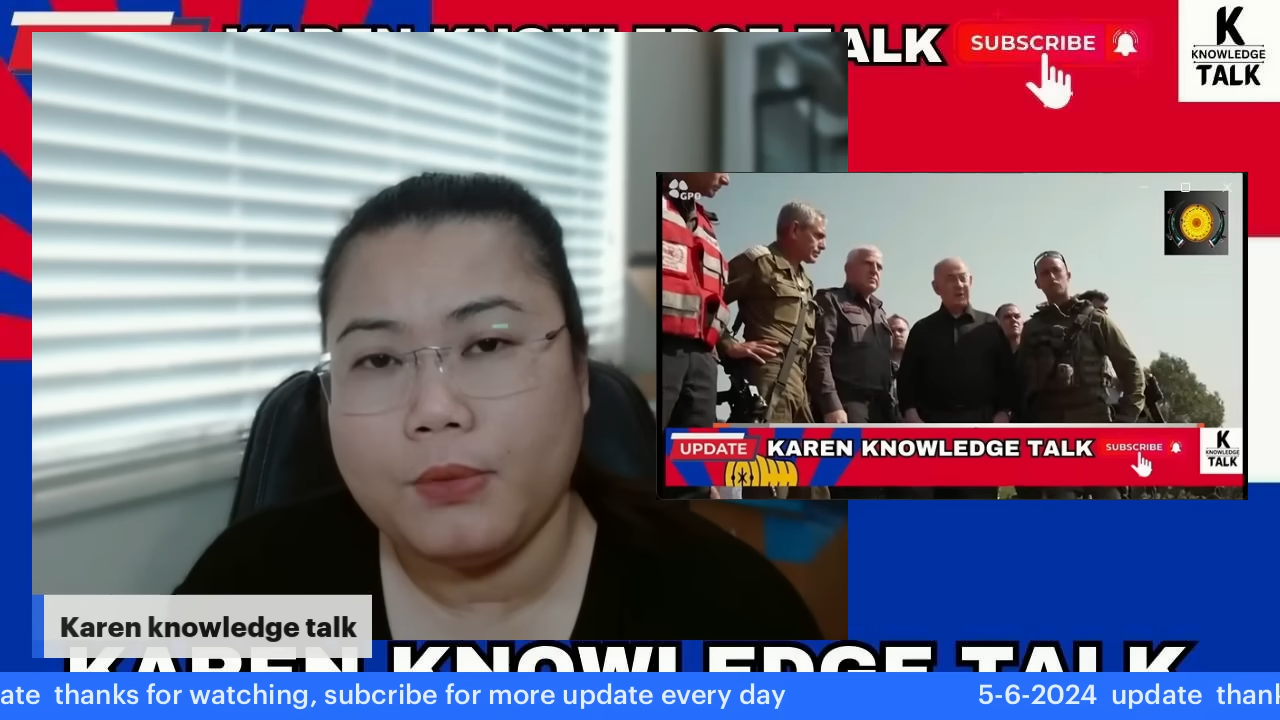 KAREN KNOWLEDGE TALK
SUBSCRIBE
K
KNOWLEDGE
TALK
GPO
UPDATE
KAREN KNOWLEDGE TALK
SUBSCRIBE
K
KNOWLEDGE
TALK
Karen knowledge talk
KAREN KNOWLEDGE TALK
ate thanks for watching, subcribe for more update every day
5-6-2024 update thank